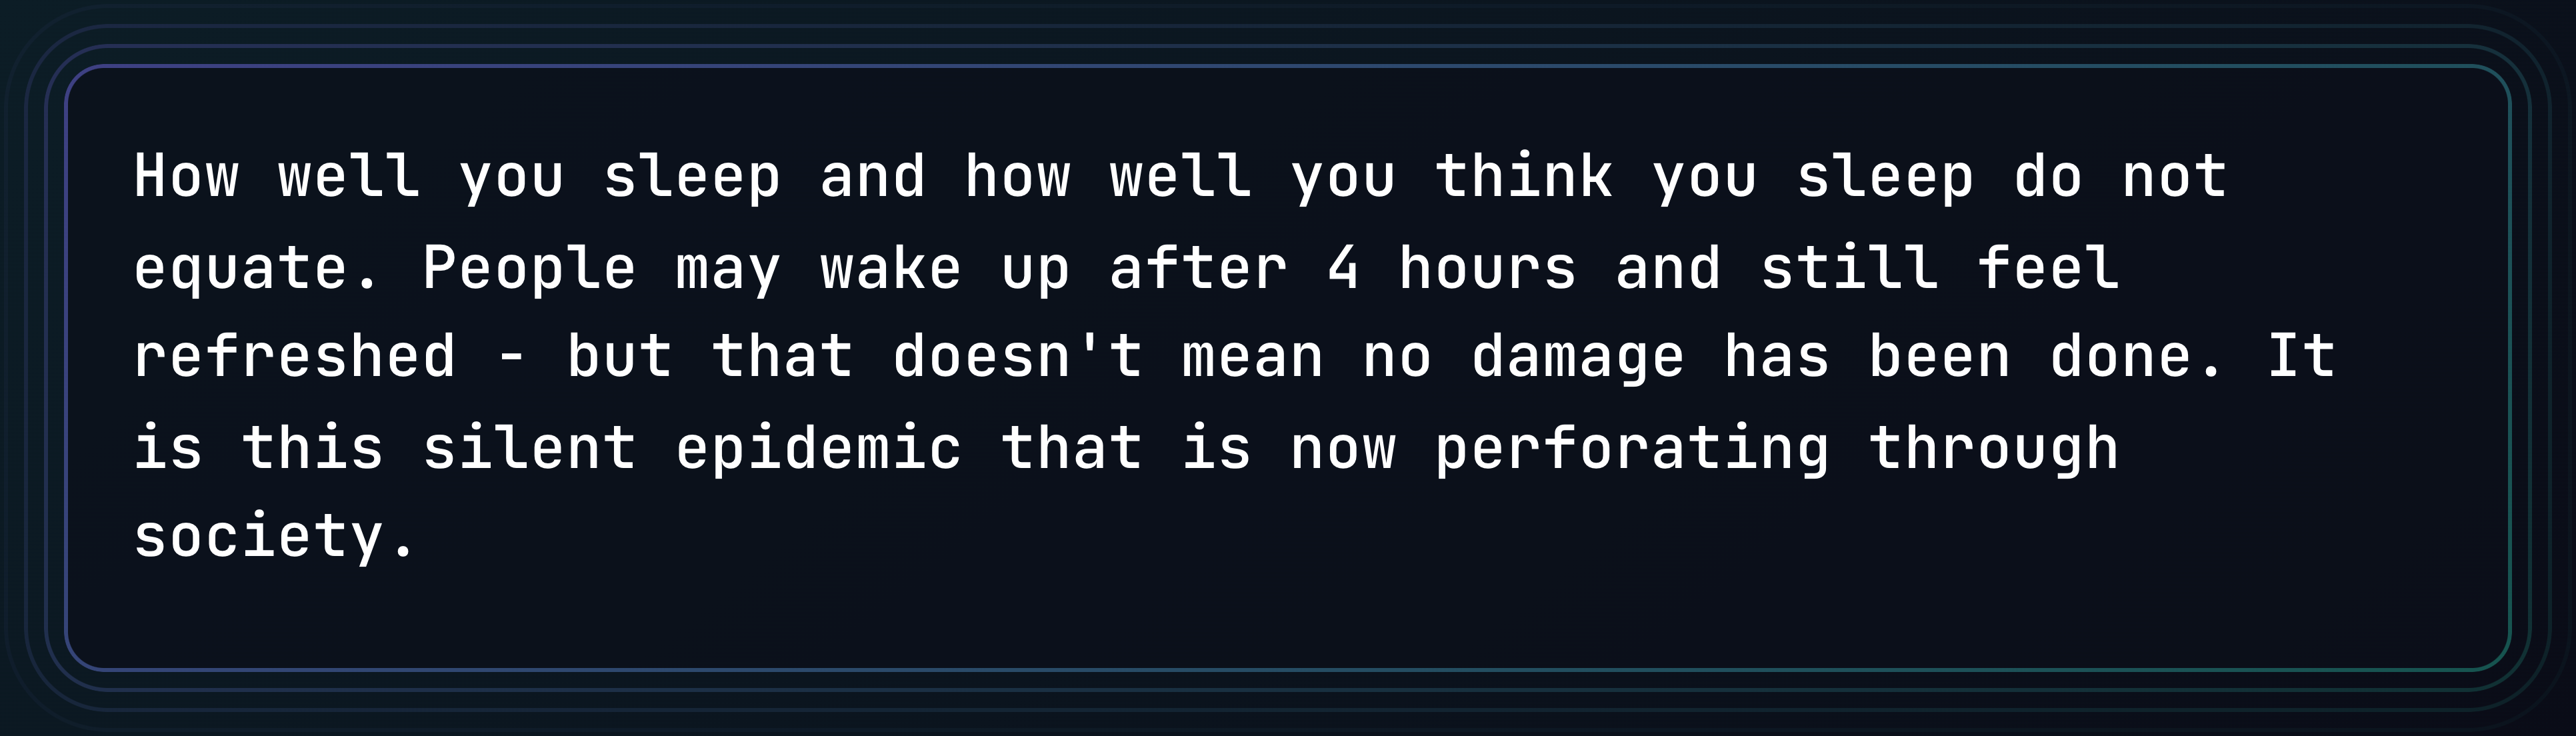 How well you sleep and how well you think you sleep do not
equate. People may wake up after 4 hours and still feel
refreshed - but that doesn't mean no damage has been done. It
is this silent epidemic that is now perforating through
society.